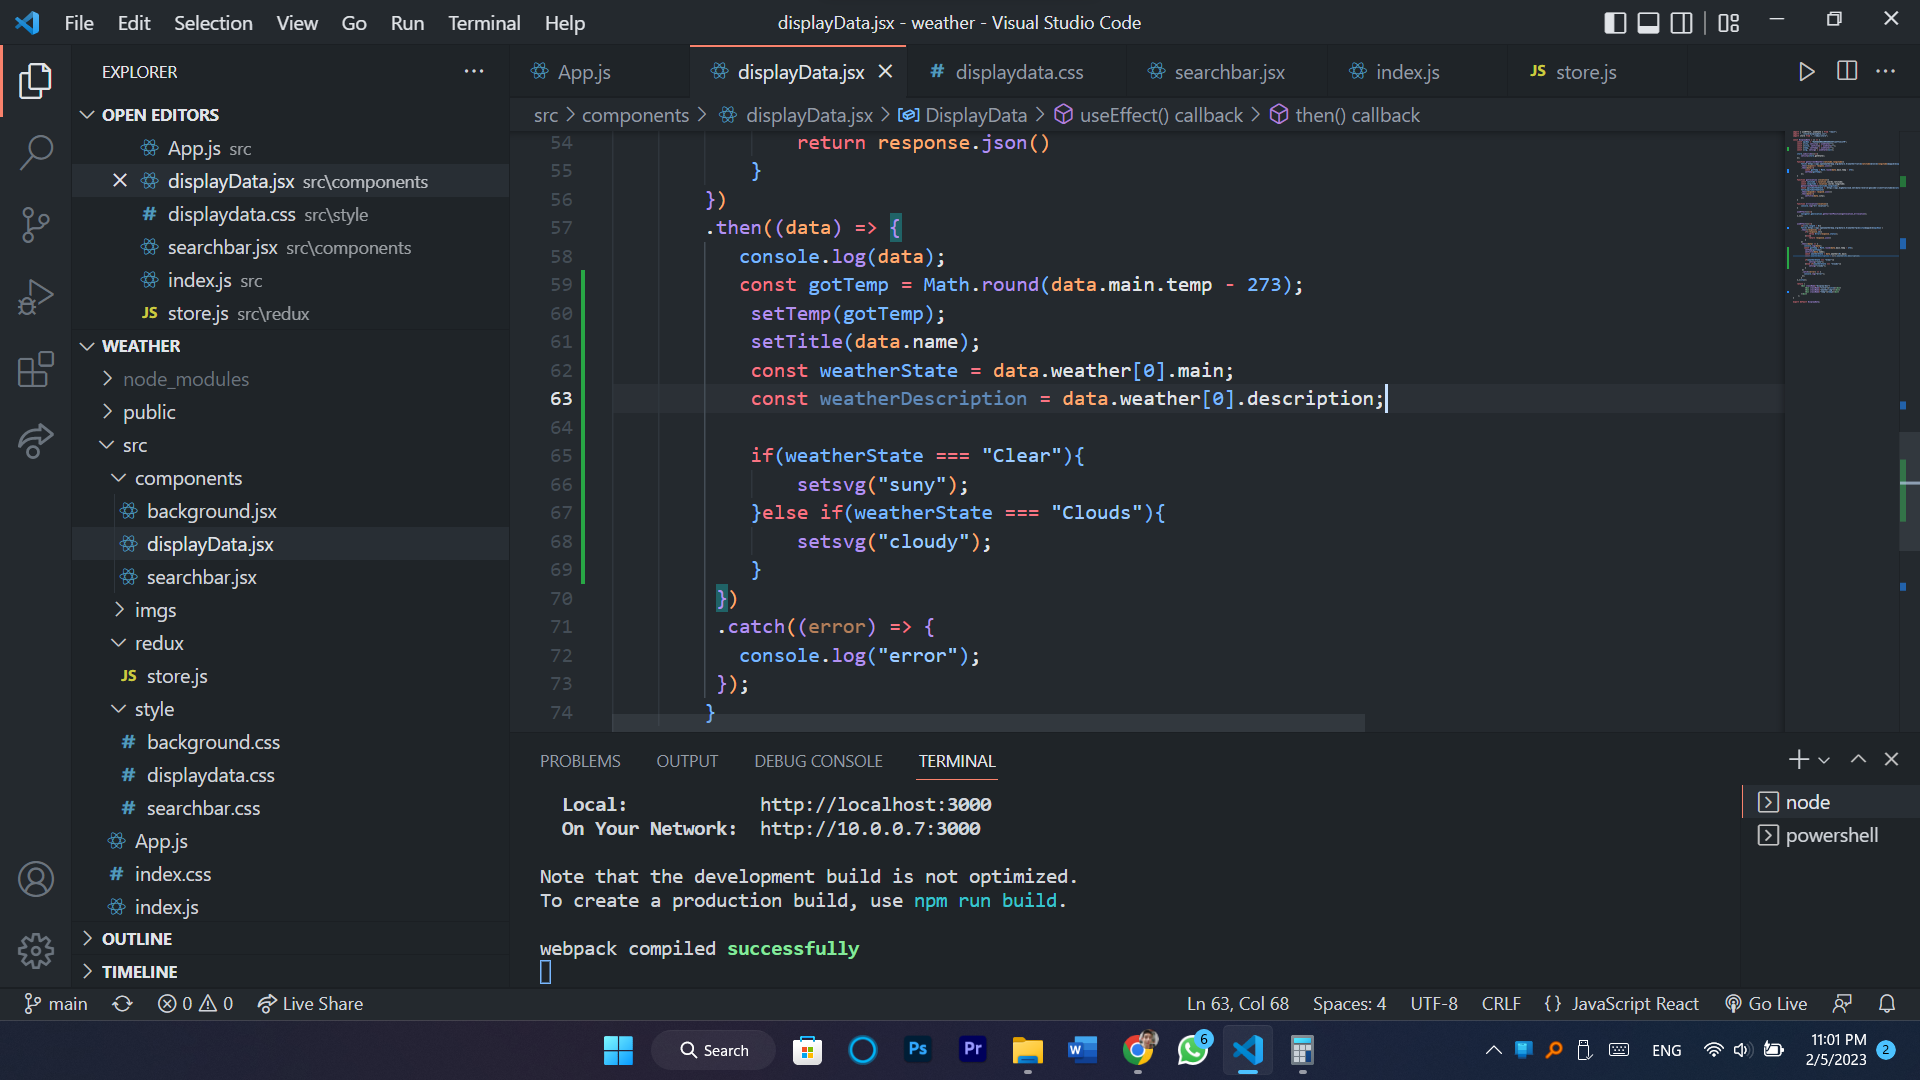 File Edit Selection View Go Run Terminal Help
displayData.jsx - weather - Visual Studio Code
EXPLORER
OPEN EDITORS
App.js src
displayData.jsx src\components
displaydata.css src\style
searchbar.jsx src\components
index.js src
JS store.js src\redux
WEATHER
node_modules
public
src
components
background.jsx
displayData.jsx
searchbar.jsx
imgs
redux
JS store.js
style
# background.css
# displaydata.css
# searchbar.css
App.js
# index.css
index.js
OUTLINE
TIMELINE
App.js displayData.jsx # displaydata.css searchbar.jsx index.js JS store.js
src > components > displayData.jsx > DisplayData > useEffect() callback > then() callback
54 return response.json()
55 }
56 })
57 .then((data) => {
58 console.log(data);
59 const gotTemp = Math.round(data.main.temp - 273);
60 setTemp(gotTemp);
61 setTitle(data.name);
62 const weatherState = data.weather[0].main;
63 const weatherDescription = data.weather[0].description;
64
65 if(weatherState === "Clear"){
66 setsvg("suny");
67 }else if(weatherState === "Clouds"){
68 setsvg("cloudy");
69 }
70 })
71 .catch((error) => {
72 console.log("error");
73 });
74 }
PROBLEMS OUTPUT DEBUG CONSOLE TERMINAL
Local: http://localhost:3000
On Your Network: http://10.0.0.7:3000
Note that the development build is not optimized.
To create a production build, use npm run build.
webpack compiled successfully
node
powershell
main 0 0 Live Share
Ln 63, Col 68 Spaces: 4 UTF-8 CRLF {} JavaScript React Go Live
Search
Ps
Pr
W
6
ENG
11:01 PM
2/5/2023
2